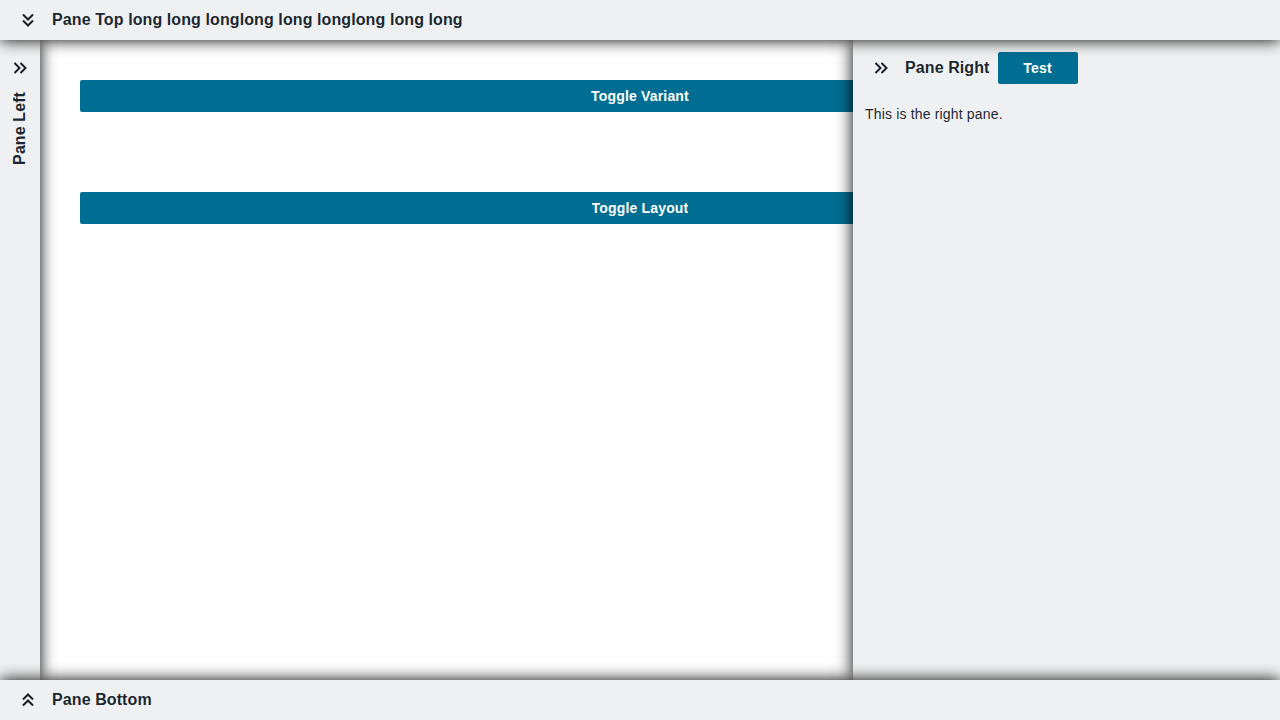 Pane Top long long longlong long longlong long long
Pane Left
Toggle Variant
Toggle Layout
Pane Right
Test
This is the right pane.
Pane Bottom